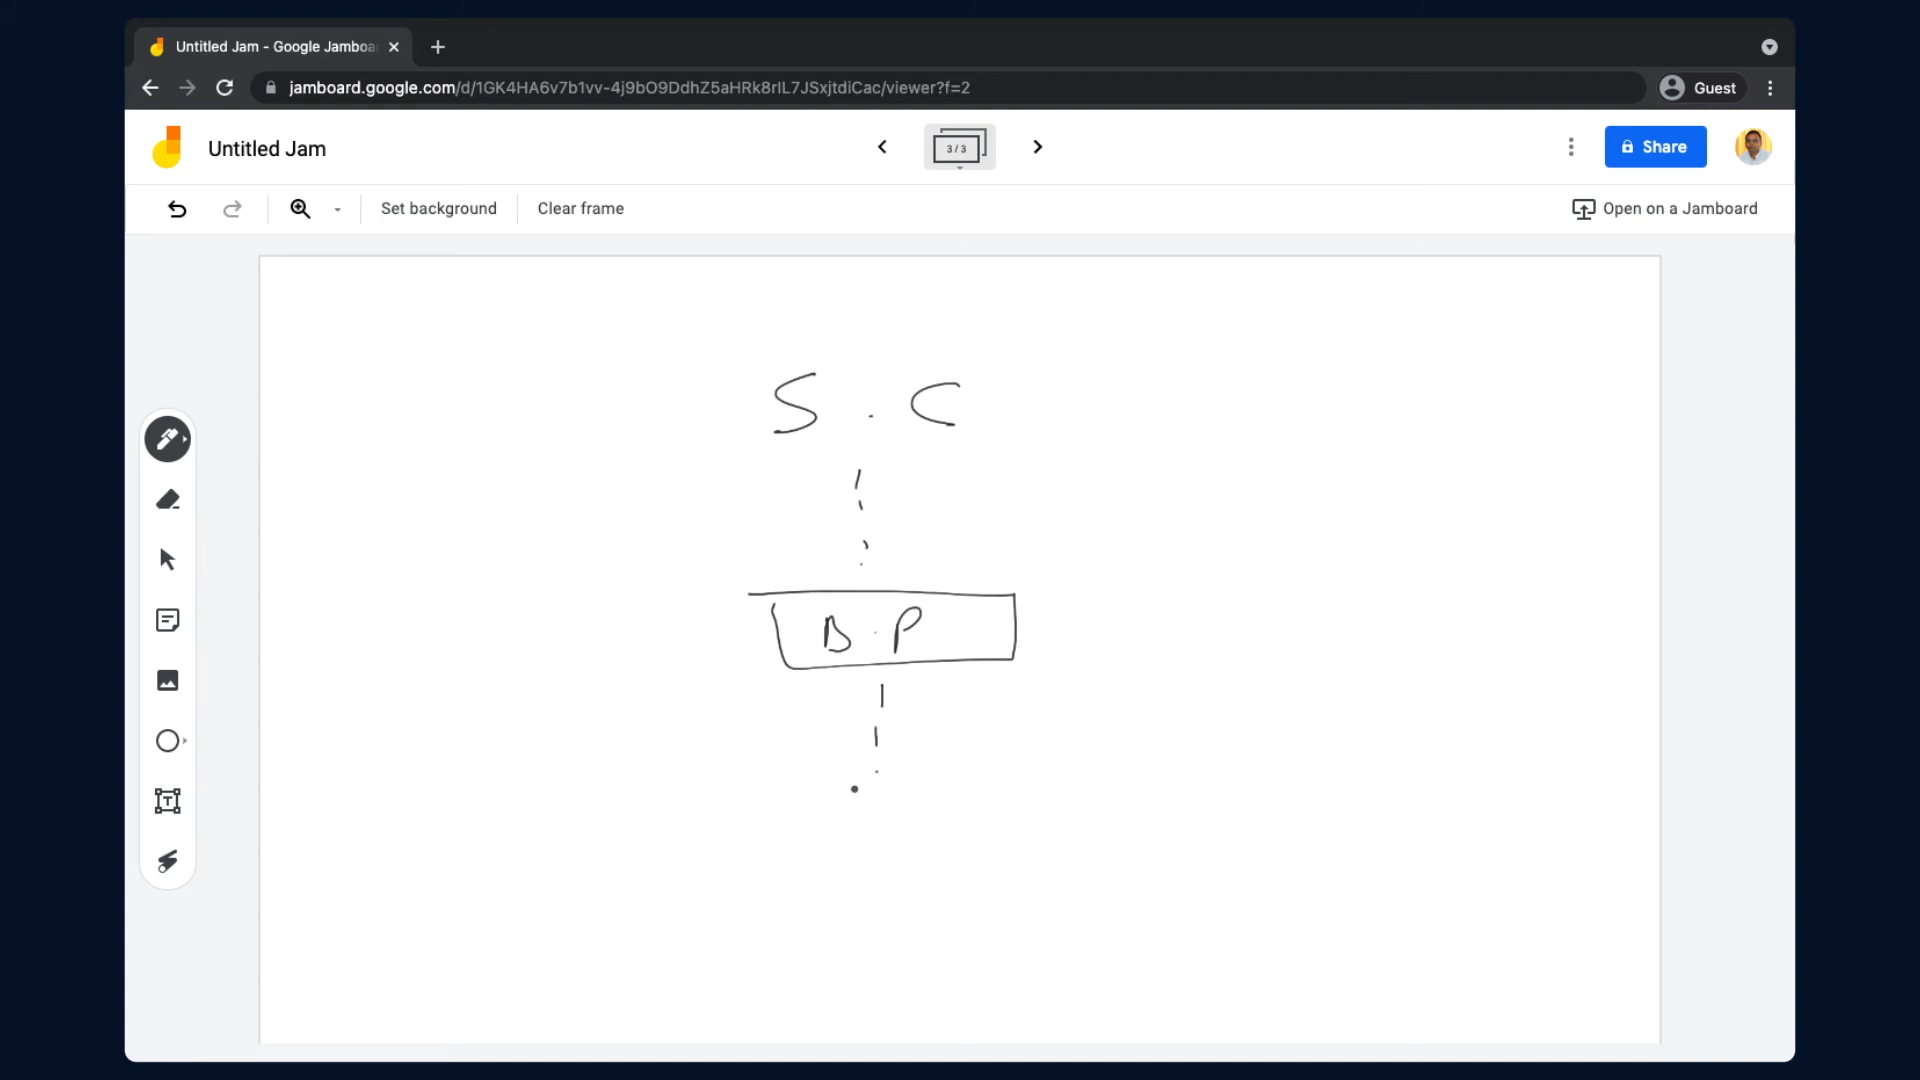 Untitled Jam - Google Jamboa
jamboard.google.com/d/1GK4HA6v7b1vv-4j9bO9DdhZ5aHRk8rIL7JSxjtdiCac/viewer?f=2
Guest
Untitled Jam
3 / 3
Share
Set background
Clear frame
Open on a Jamboard
S . C
B . P